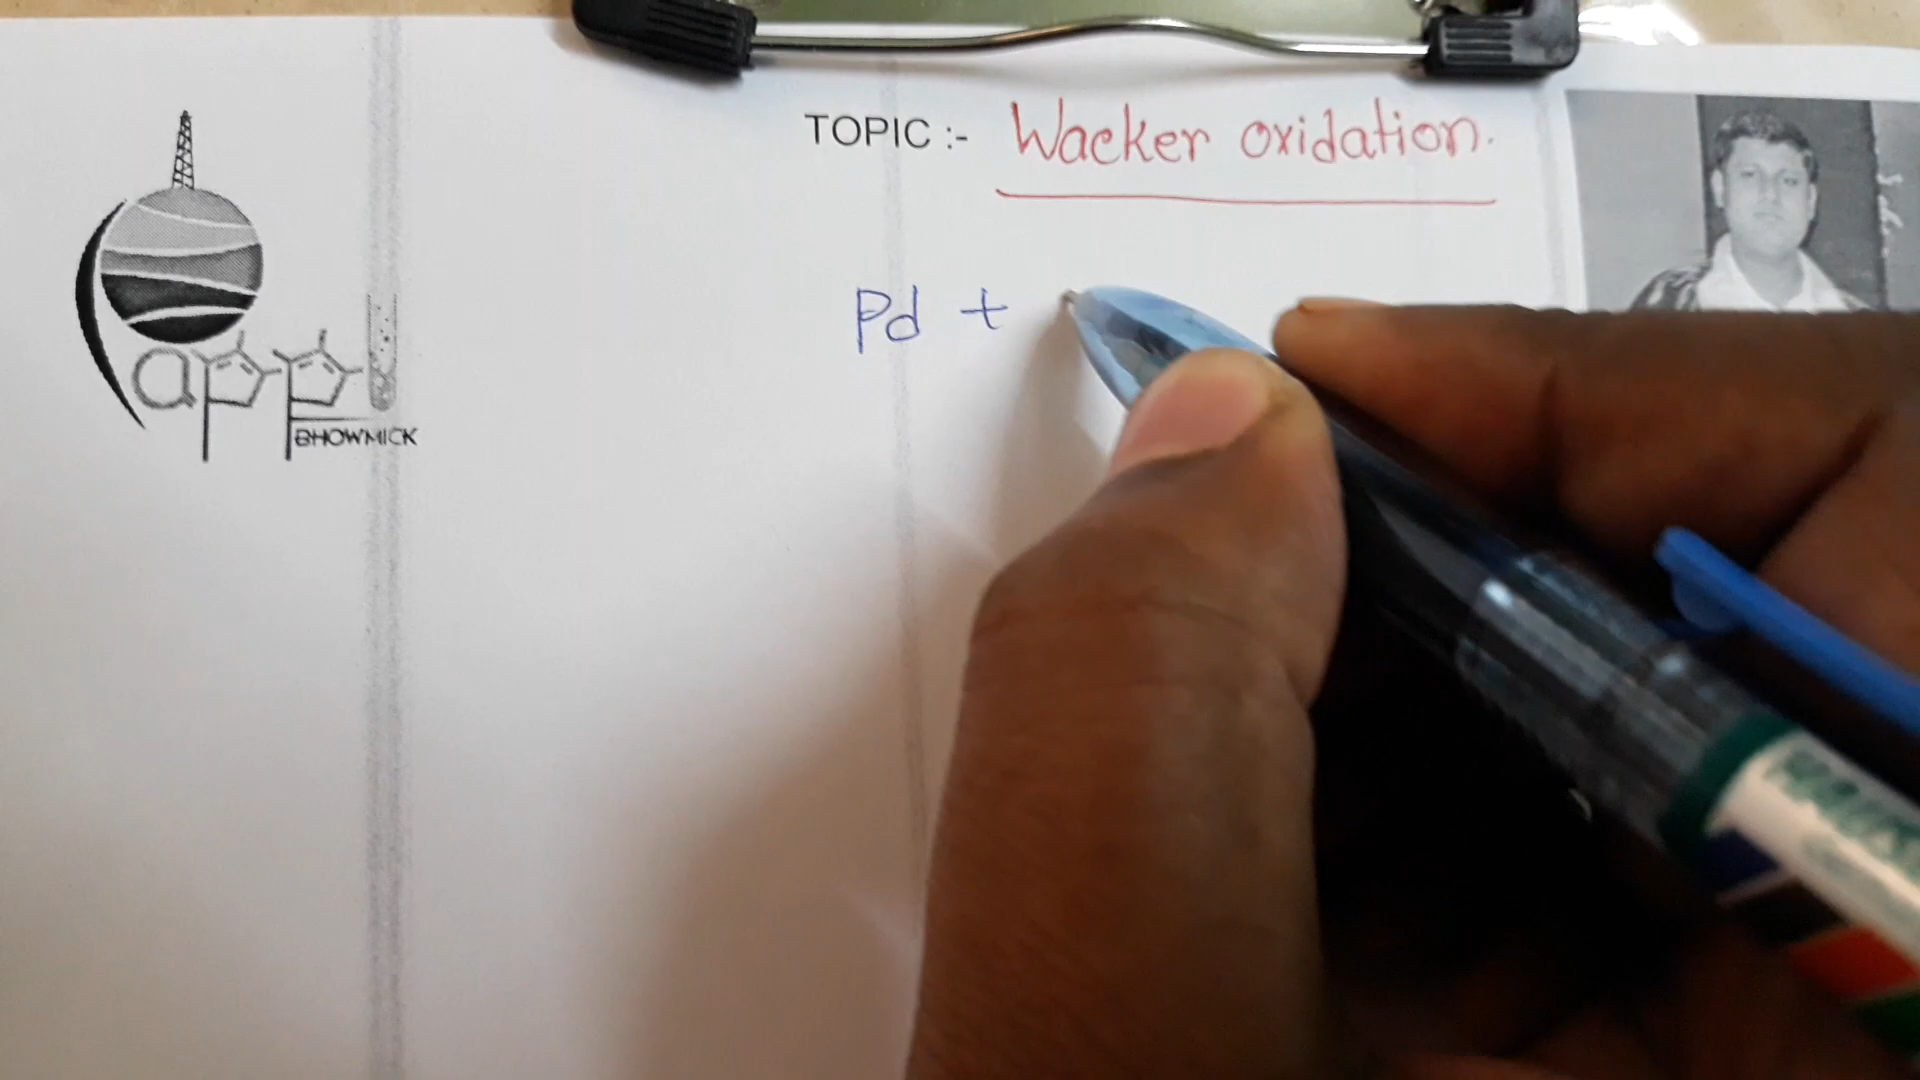 TOPIC :- Wacker oxidation.
Pd +
BHOWMICK